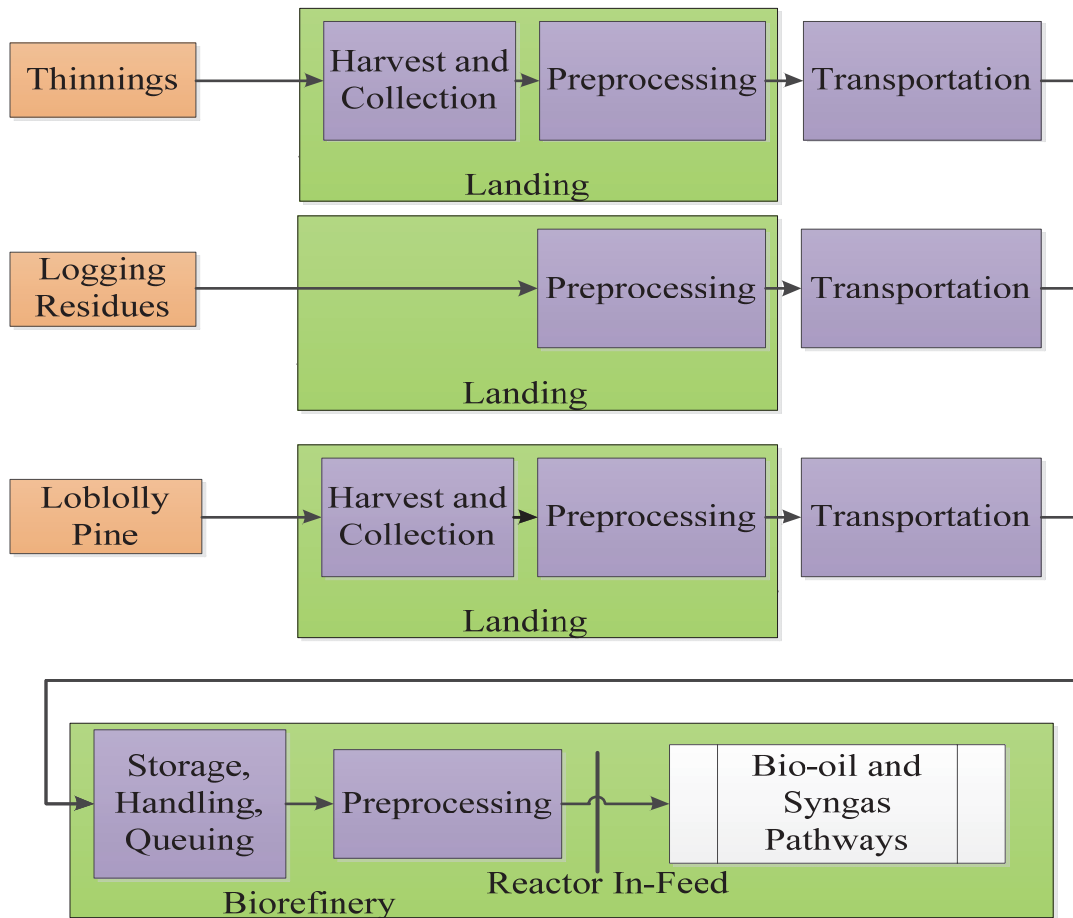 Thinnings
Harvest and
Collection
Preprocessing
Transportation
Landing
Logging
Residues
Preprocessing
Transportation
Landing
Loblolly
Pine
Harvest and
Collection
Preprocessing
Transportation
Landing
Storage,
Handling,
Queuing
Preprocessing
Bio-oil and
Syngas
Pathways
Reactor In-Feed
Biorefinery